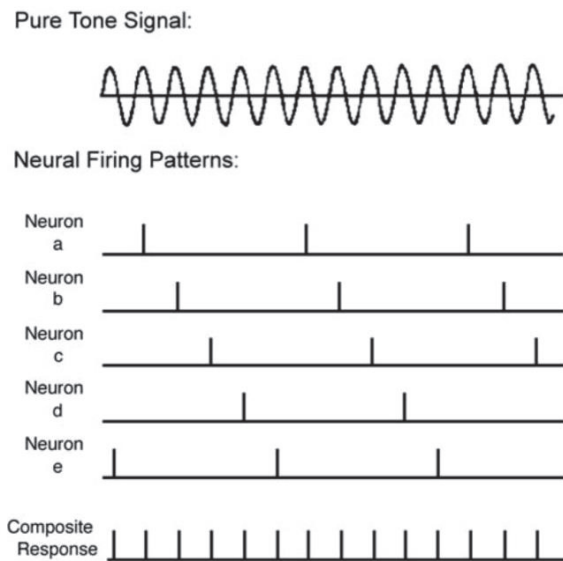 Pure Tone Signal:
Neural Firing Patterns:
Neuron
a
Neuron
b
Neuron
c
Neuron
d
Neuron
e
Composite
Response